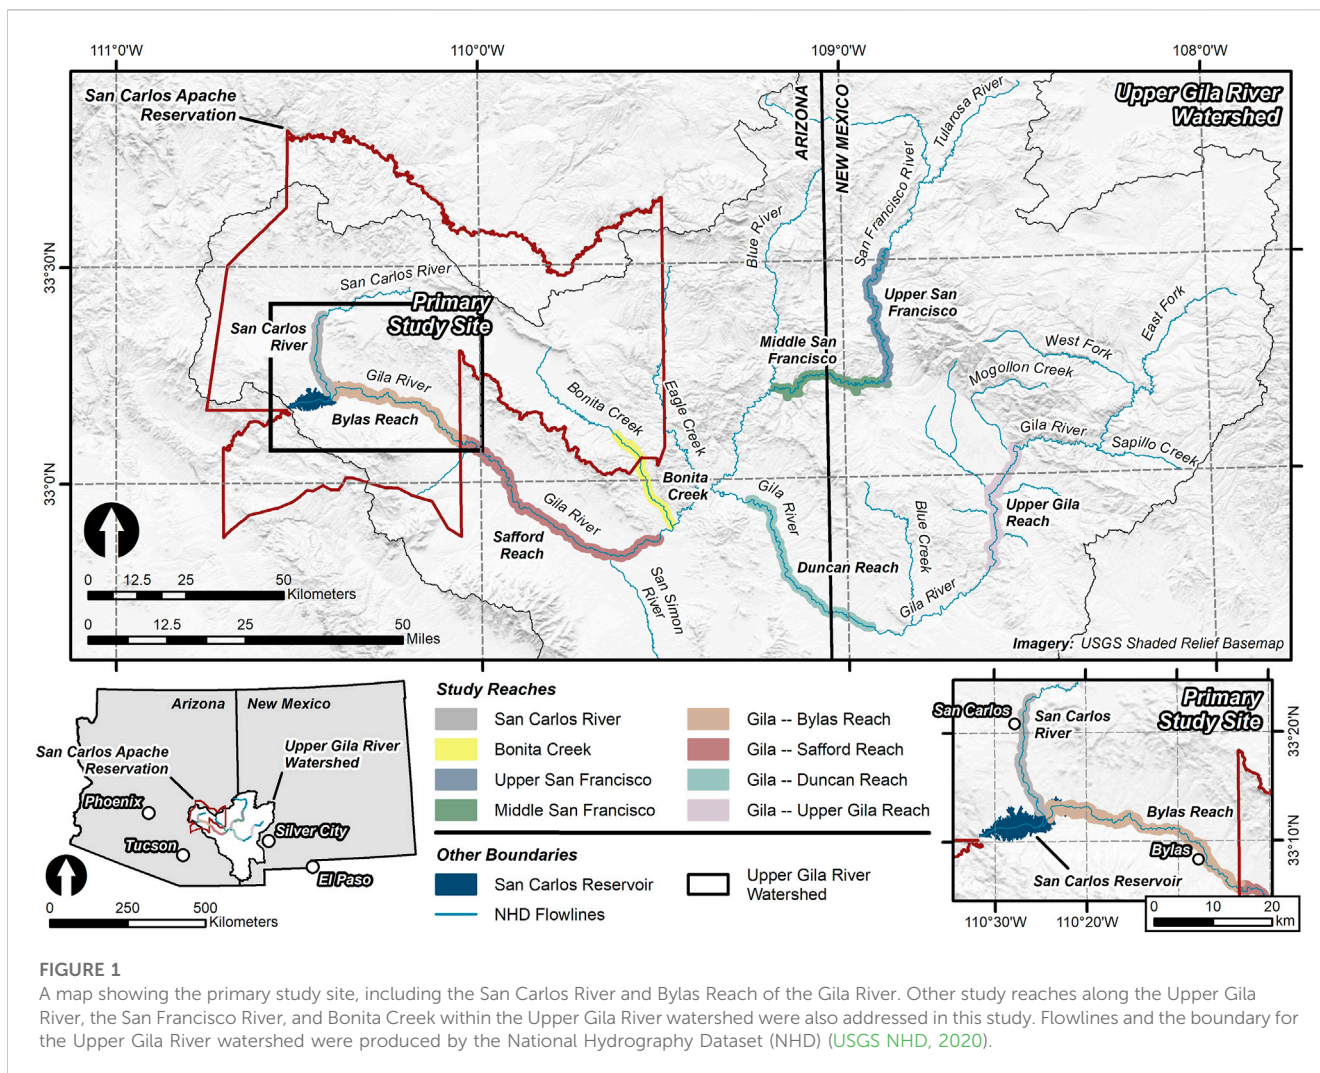 111°0'W
110°0'W
109°0'W
108°0'W
San Carlos Apache
Reservation
ARIZONA
NEW MEXICO
Tularosa River
Upper Gila River
Watershed
San Francisco River
Blue River
33°30'N
San Carlos River
Primary
Study Site
San Carlos
River
Upper San
Francisco
East Fork
Middle San
Francisco
West Fork
Mogollon Creek
Gila River
Bylas Reach
Bonita Creek
Eagle Creek
Gila River
Sapillo Creek
33°0'N
Bonita
Creek
Gila
River
Upper Gila
Reach
Gila River
Safford
Reach
Blue Creek
Duncan Reach
San Simon
River
Gila River
0 12.5 25 50
Kilometers
0 12.5 25 50
Miles
Imagery: USGS Shaded Relief Basemap
Arizona
New Mexico
San Carlos Apache
Reservation
Upper Gila River
Watershed
Phoenix
Tucson
Silver City
El Paso
0 250 500
Kilometers
Study Reaches
San Carlos River
Bonita Creek
Upper San Francisco
Middle San Francisco
Gila -- Bylas Reach
Gila -- Safford Reach
Gila -- Duncan Reach
Gila -- Upper Gila Reach
Other Boundaries
San Carlos Reservoir
NHD Flowlines
Upper Gila River
Watershed
Primary
Study Site
San Carlos
San Carlos
River
33°20'N
Bylas Reach
33°10'N
Bylas
San Carlos Reservoir
110°30'W
110°20'W
0 10 20
km
FIGURE 1
A map showing the primary study site, including the San Carlos River and Bylas Reach of the Gila River. Other study reaches along the Upper Gila
River, the San Francisco River, and Bonita Creek within the Upper Gila River watershed were also addressed in this study. Flowlines and the boundary for
the Upper Gila River watershed were produced by the National Hydrography Dataset (NHD) (USGS NHD, 2020).